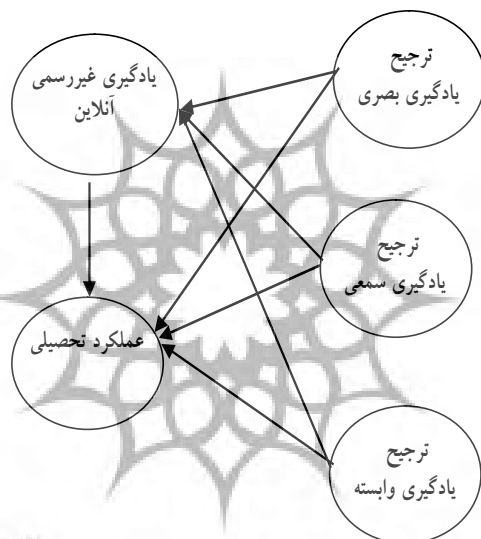 ترجیح
یادگیری بصری
یادگیری غیررسمی
آنلاین
ترجیح
یادگیری سمعی
عملکرد تحصیلی
ترجیح
یادگیری وابسته